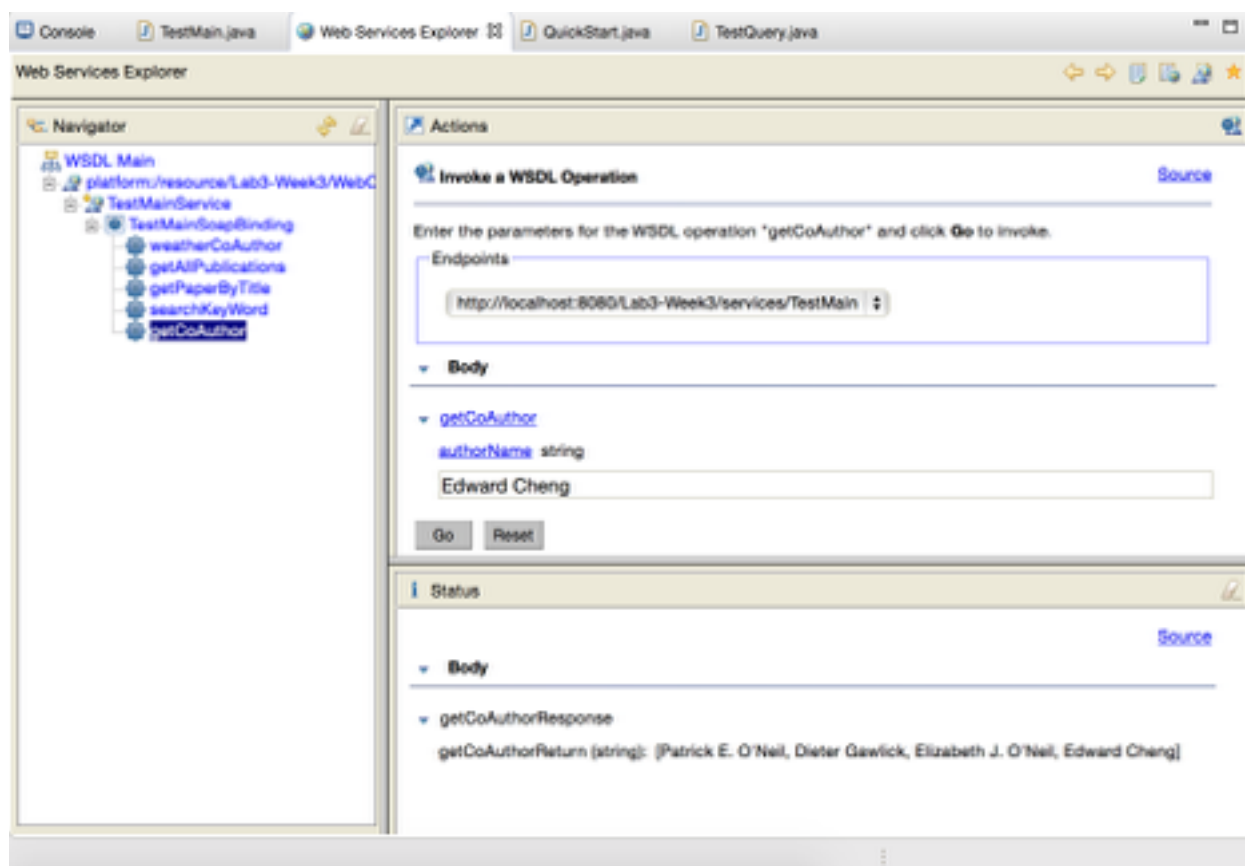 Console TestMain.java Web Services Explorer QuickStart.java TestQuery.java
Web Services Explorer
Navigator
WSDL Main
platform:/resource/Lab3-Week3/WebC
TestMainService
TestMainSoapBinding
weatherCoAuthor
getAllPublications
getPaperByTitle
searchKeyWord
getCoAuthor
Actions
Invoke a WSDL Operation Source
Enter the parameters for the WSDL operation "getCoAuthor" and click Go to invoke.
Endpoints
http://localhost:8080/Lab3-Week3/services/TestMain
Body
getCoAuthor
authorName string
Edward Cheng
Go Reset
i Status
Source
Body
getCoAuthorResponse
getCoAuthorReturn (string): [Patrick E. O'Neil, Dieter Gawlick, Elizabeth J. O'Neil, Edward Cheng]